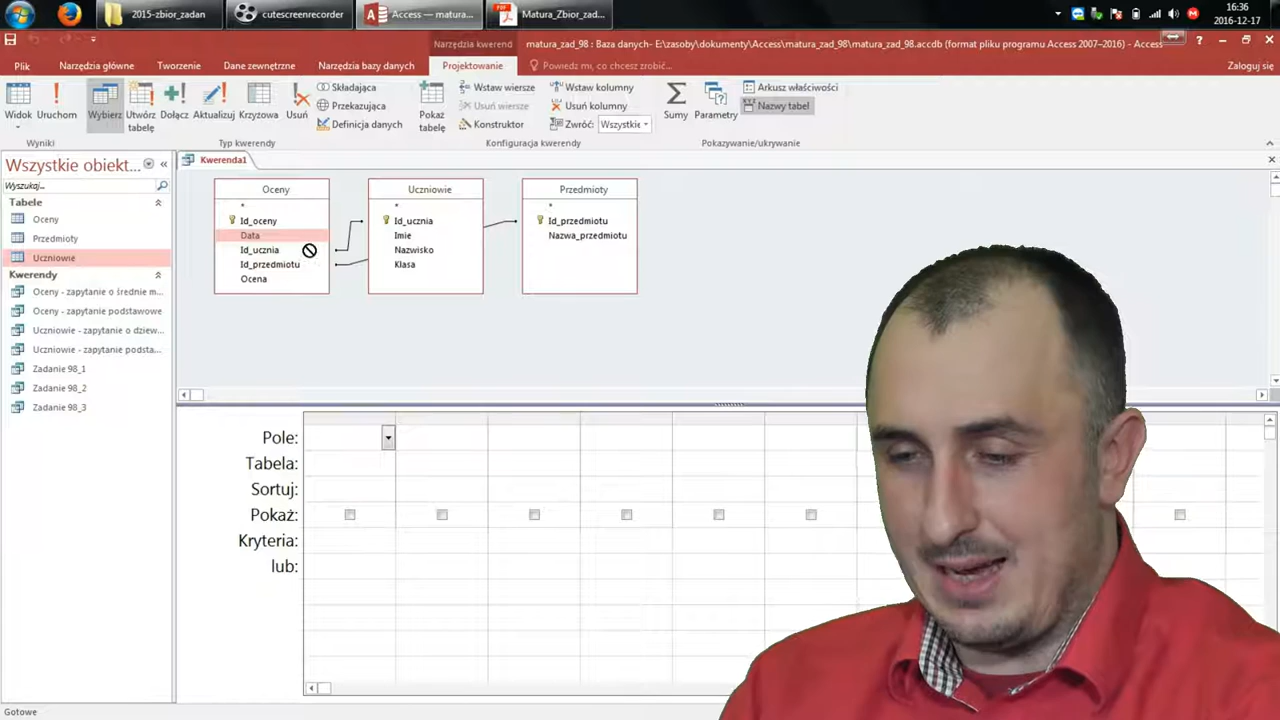 2015-zbior_zadan
cutescreenrecorder
Access — matura...
Matura_Zbior_zad...
16:36
2016-12-17
Narzędzia kwerend
matura_zad_98 : Baza danych- E:\zasoby\dokumenty\Access\matura_zad_98\matura_zad_98.accdb (format pliku programu Access 2007–2016) - Access
Plik
Narzędzia główne
Tworzenie
Dane zewnętrzne
Narzędzia bazy danych
Projektowanie
Powiedz mi, co chcesz zrobić...
Zaloguj się
Widok
Uruchom
Wybierz
Utwórz tabelę
Dołącz
Aktualizuj
Krzyżowa
Usuń
Składająca
Przekazująca
Definicja danych
Pokaż tabelę
Wstaw wiersze
Usuń wiersze
Konstruktor
Wstaw kolumny
Usuń kolumny
Zwróć: Wszystkie
Sumy
Parametry
Arkusz właściwości
Nazwy tabel
Wyniki
Typ kwerendy
Konfiguracja kwerendy
Pokazywanie/ukrywanie
Wszystkie obiekt...
Wyszukaj...
Tabele
Oceny
Przedmioty
Uczniowie
Kwerendy
Oceny - zapytanie o średnie m...
Oceny - zapytanie podstawowe
Uczniowie - zapytanie o dziew...
Uczniowie - zapytanie podsta...
Zadanie 98_1
Zadanie 98_2
Zadanie 98_3
Kwerenda1
Oceny
*
Id_oceny
Data
Id_ucznia
Id_przedmiotu
Ocena
Uczniowie
*
Id_ucznia
Imie
Nazwisko
Klasa
Przedmioty
*
Id_przedmiotu
Nazwa_przedmiotu
Pole:
Tabela:
Sortuj:
Pokaż:
Kryteria:
lub:
Gotowe